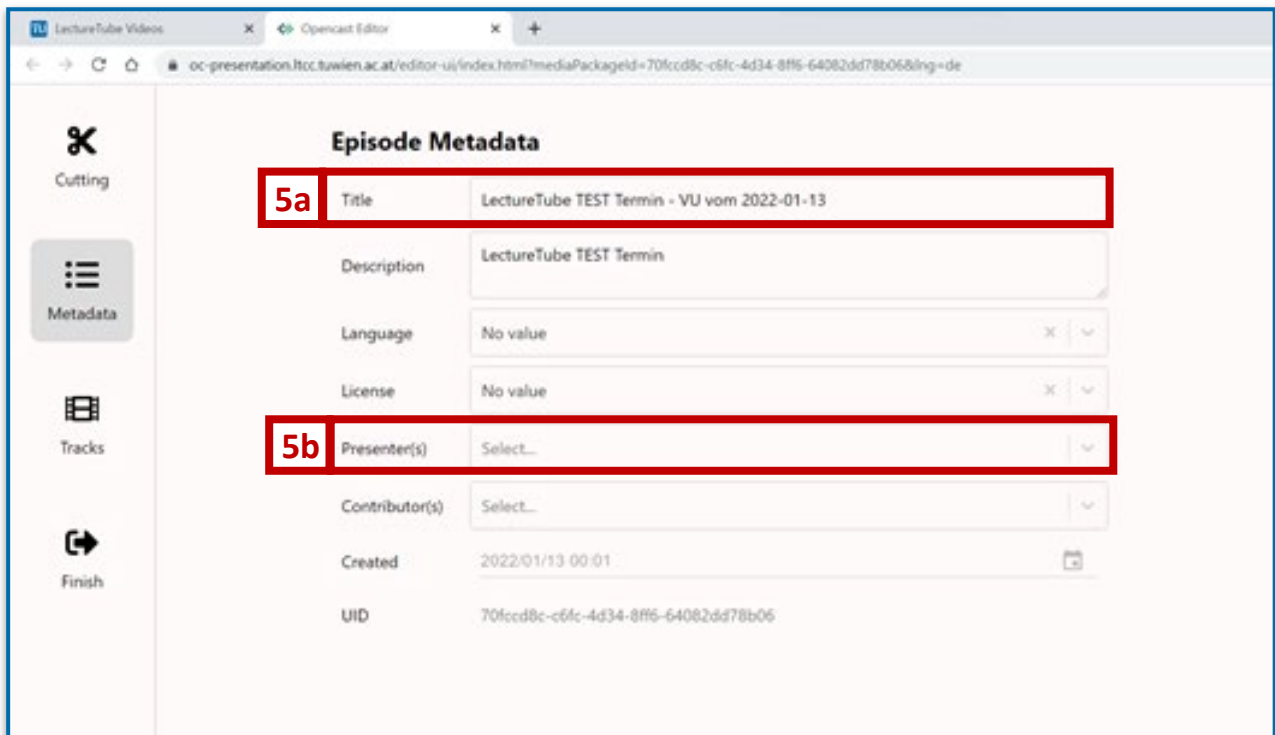 TU LectureTube Videos
Opencast Editor
oc-presentation.ltcc.tuwien.ac.at/editor-ui/index.html?mediaPackageId=70fccd8c-c6fc-4d34-8ff6-64082dd78b06&lng=de
Cutting
Metadata
Tracks
Finish
Episode Metadata
5a Title LectureTube TEST Termin - VU vom 2022-01-13
Description LectureTube TEST Termin
Language No value
License No value
5b Presenter(s) Select...
Contributor(s) Select...
Created 2022/01/13 00:01
UID 70fccd8c-c6fc-4d34-8ff6-64082dd78b06